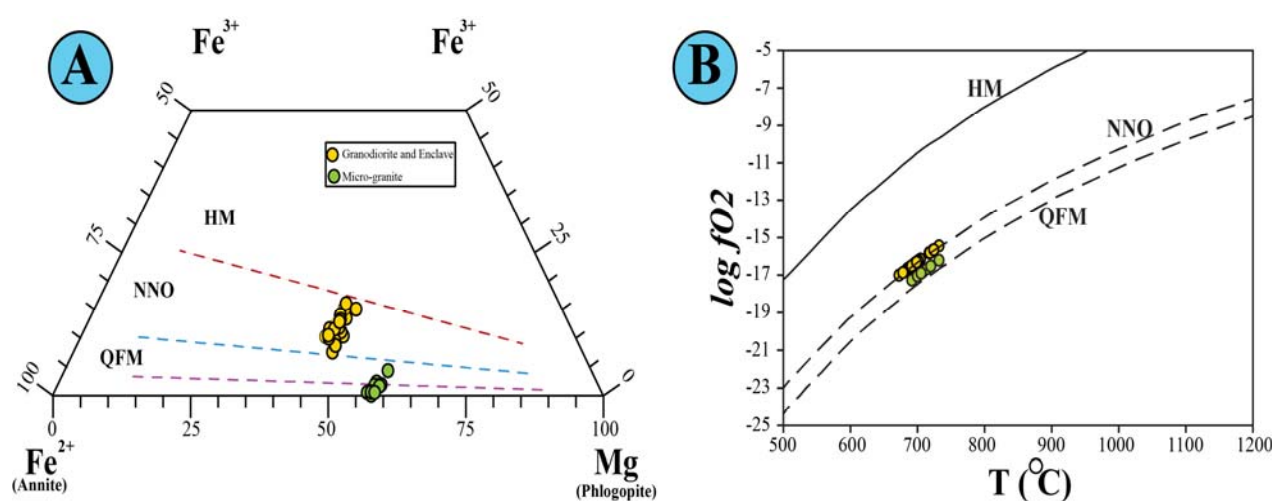 A
Fe3+
Fe3+
50
50
Granodiorite and Enclave
Micro-granite
HM
75
25
NNO
QFM
100
0
0
25
50
75
100
Fe2+
(Annite)
Mg
(Phlogopite)
B
-5
-7
-9
-11
-13
-15
-17
-19
-21
-23
-25
HM
NNO
QFM
log fO2
500
600
700
800
900
1000
1100
1200
T (°C)